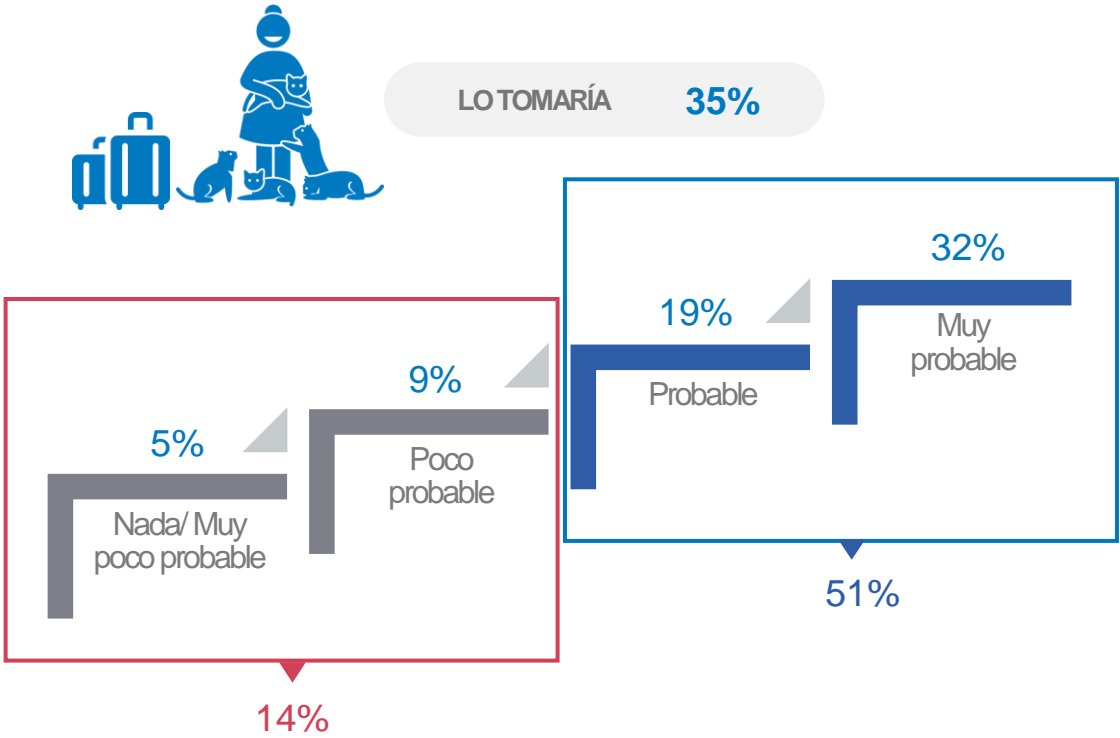 LO TOMARÍA 35%
5%
Nada/ Muy
poco probable
9%
Poco
probable
19%
Probable
32%
Muy
probable
14%
51%